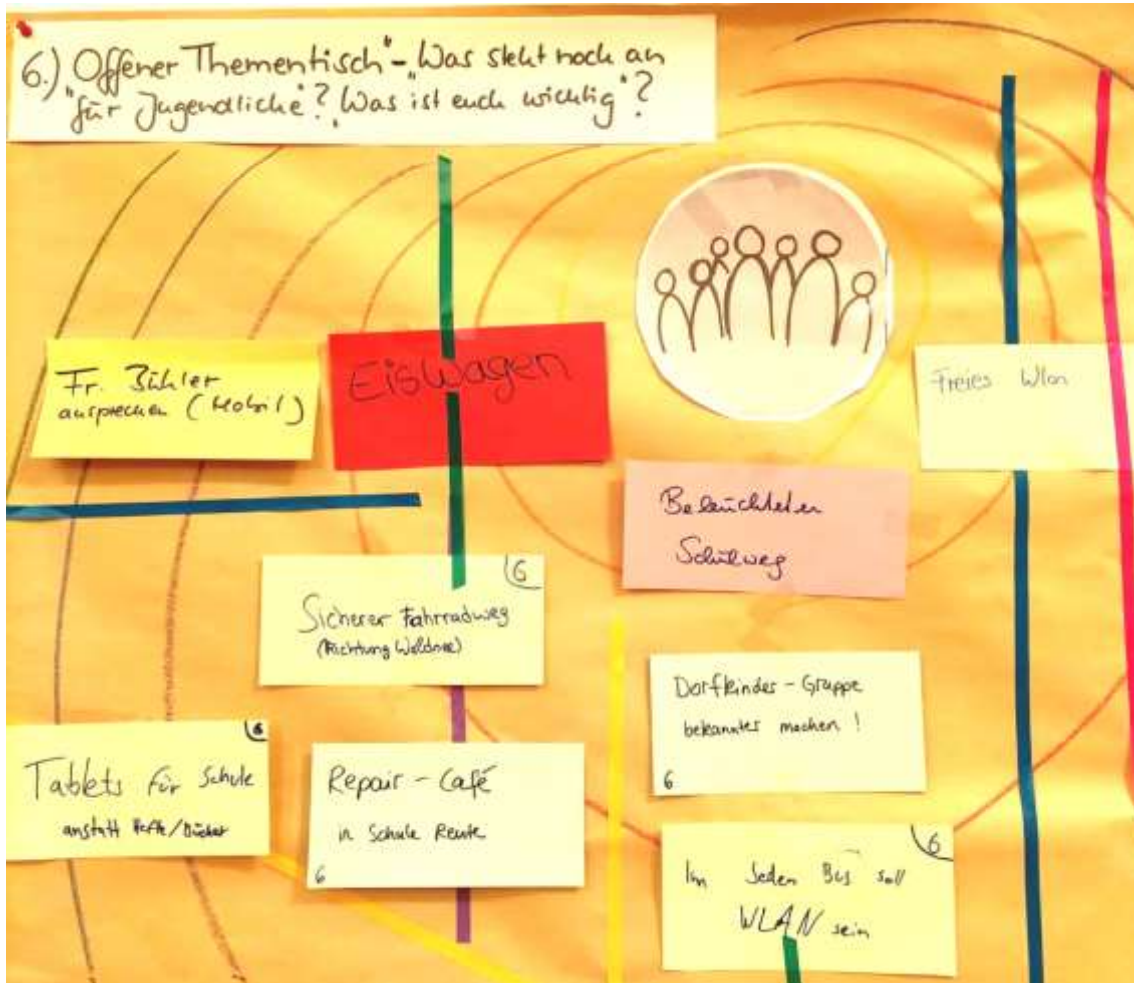 6.) "Offener Thementisch" - "Was steht noch an
für Jugendliche"? "Was ist euch wichtig"?
Fr. Bühler
ansprechen (Mobil)
EisWagen
Freies Wlan
Beleuchteter
Schulweg
6
Sicherer Fahrradweg
(Richtung)
Dorfkinder - Gruppe
bekannter machen !
6
6
Tablets für Schule
anstatt Hefte/Bücher
Repair - Café
in Schule Reute
6
6
Im Jeden Bus soll
WLAN sein